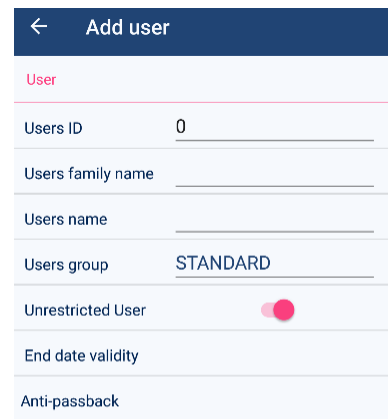 Add user
User
Users ID 0
Users family name
Users name
Users group STANDARD
Unrestricted User
End date validity
Anti-passback